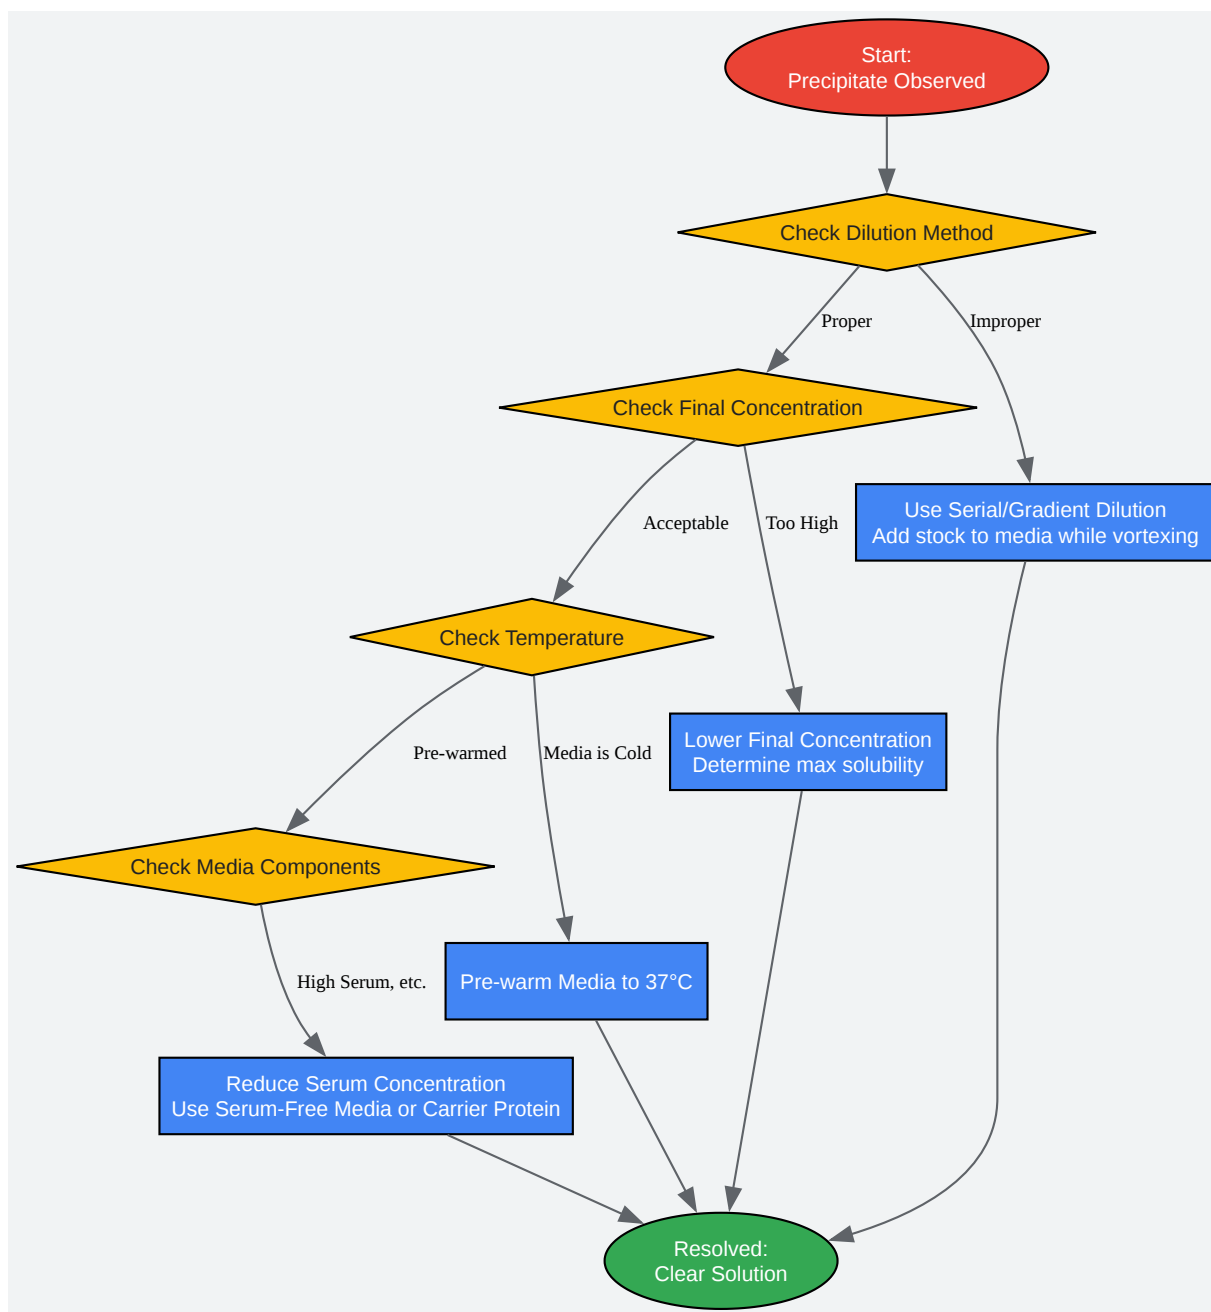 Start:
Precipitate Observed
Check Dilution Method
Proper
Improper
Check Final Concentration
Use Serial/Gradient Dilution
Add stock to media while vortexing
Acceptable
Too High
Check Temperature
Lower Final Concentration
Determine max solubility
Pre-warmed
Media is Cold
Check Media Components
Pre-warm Media to 37°C
High Serum, etc.
Reduce Serum Concentration
Use Serum-Free Media or Carrier Protein
Resolved:
Clear Solution